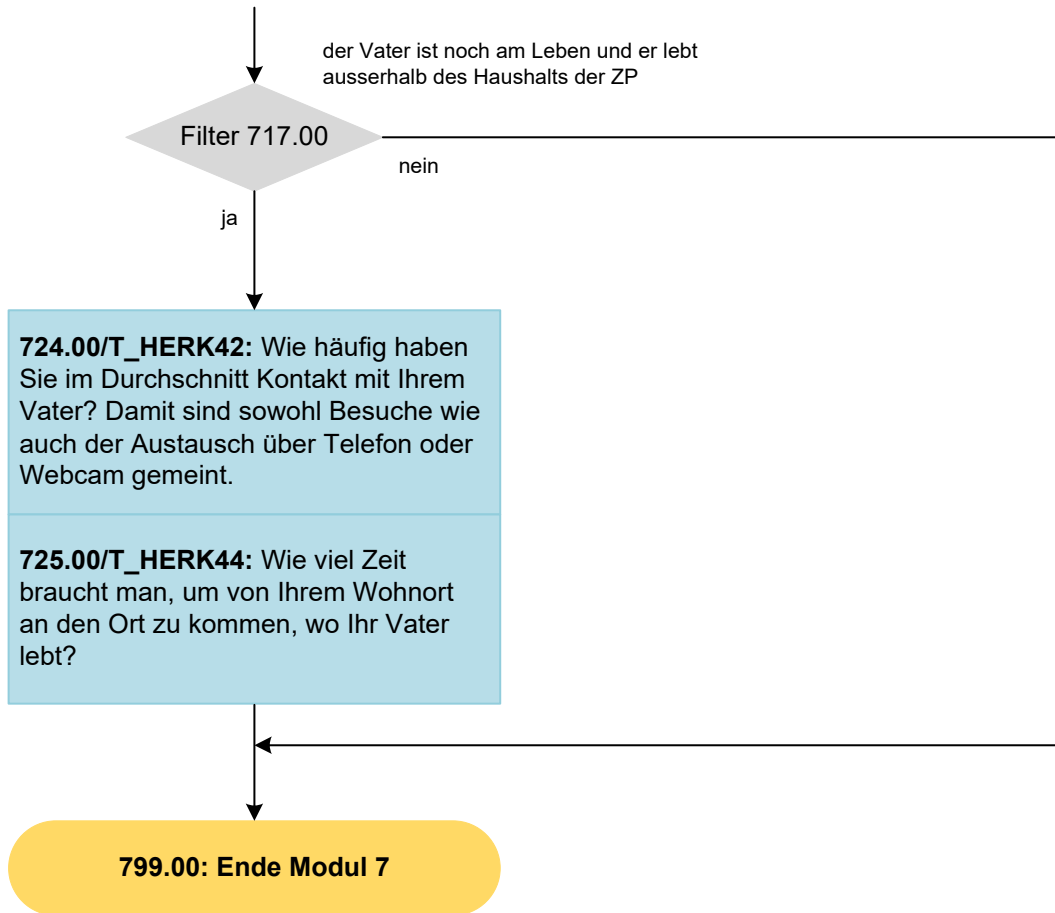 der Vater ist noch am Leben und er lebt
ausserhalb des Haushalts der ZP
Filter 717.00
nein
ja
724.00/T_HERK42: Wie häufig haben
Sie im Durchschnitt Kontakt mit Ihrem
Vater? Damit sind sowohl Besuche wie
auch der Austausch über Telefon oder
Webcam gemeint.
725.00/T_HERK44: Wie viel Zeit
braucht man, um von Ihrem Wohnort
an den Ort zu kommen, wo Ihr Vater
lebt?
799.00: Ende Modul 7